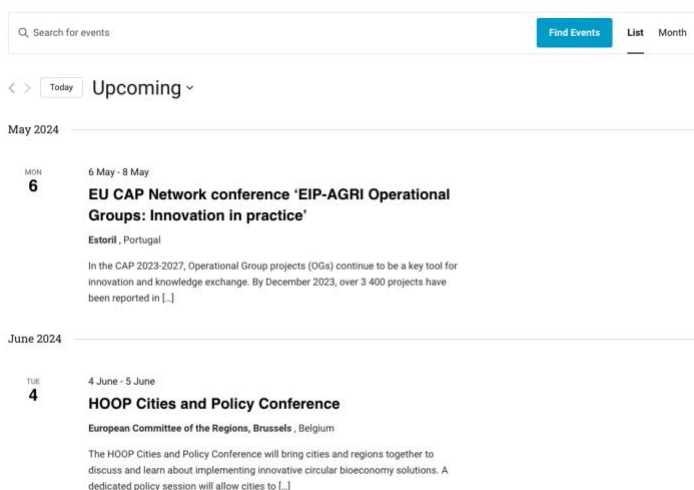 Search for events
Find Events
List
Month
Today
Upcoming
May 2024
MON
6
6 May - 8 May
EU CAP Network conference ‘EIP-AGRI Operational
Groups: Innovation in practice’
Estoril , Portugal
In the CAP 2023-2027, Operational Group projects (OGs) continue to be a key tool for
innovation and knowledge exchange. By December 2023, over 3 400 projects have
been reported in [...]
June 2024
TUE
4
4 June - 5 June
HOOP Cities and Policy Conference
European Committee of the Regions, Brussels , Belgium
The HOOP Cities and Policy Conference will bring cities and regions together to
discuss and learn about implementing innovative circular bioeconomy solutions. A
dedicated policy session will allow cities to [...]